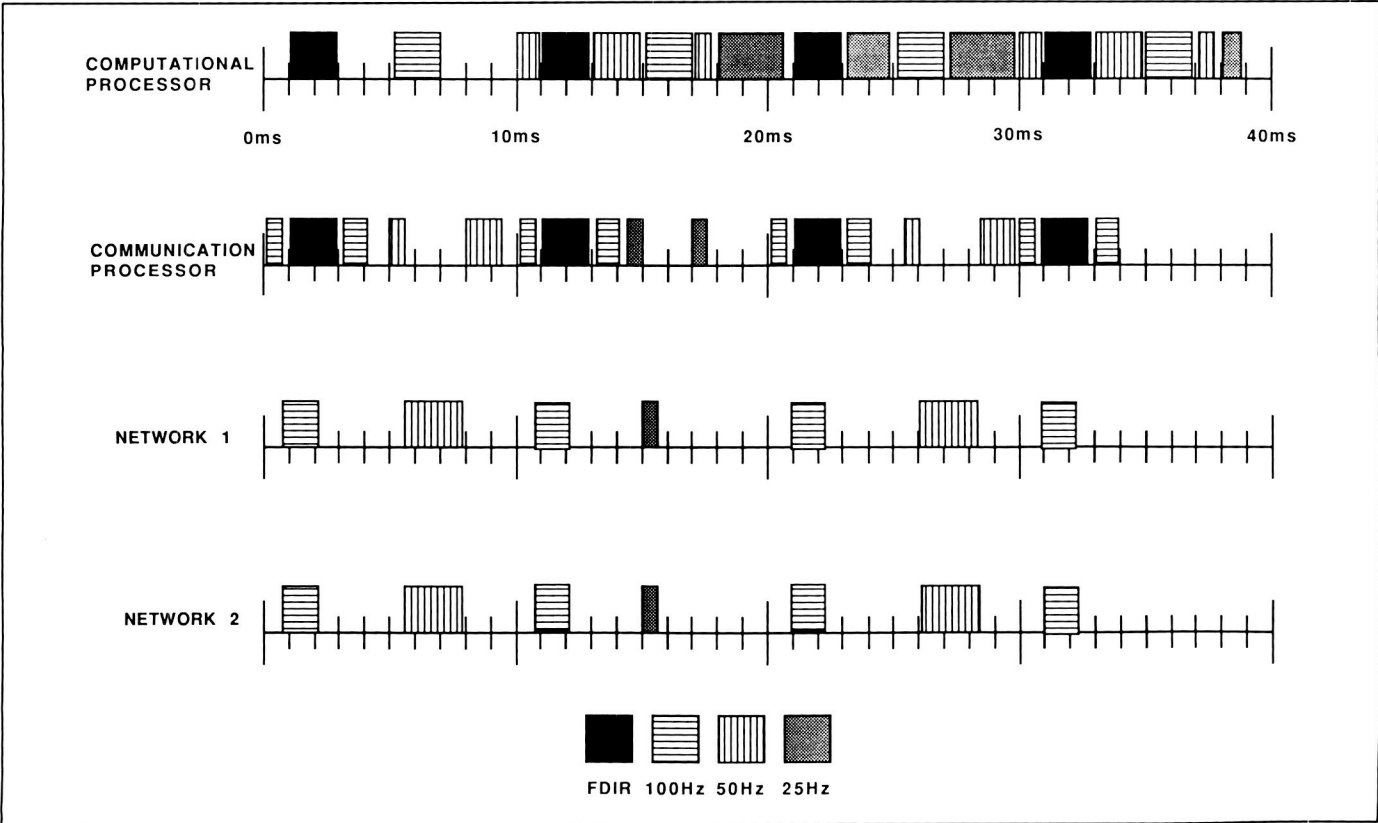 COMPUTATIONAL
PROCESSOR
0ms 10ms 20ms 30ms 40ms
COMMUNICATION
PROCESSOR
NETWORK 1
NETWORK 2
FDIR 100Hz 50Hz 25Hz